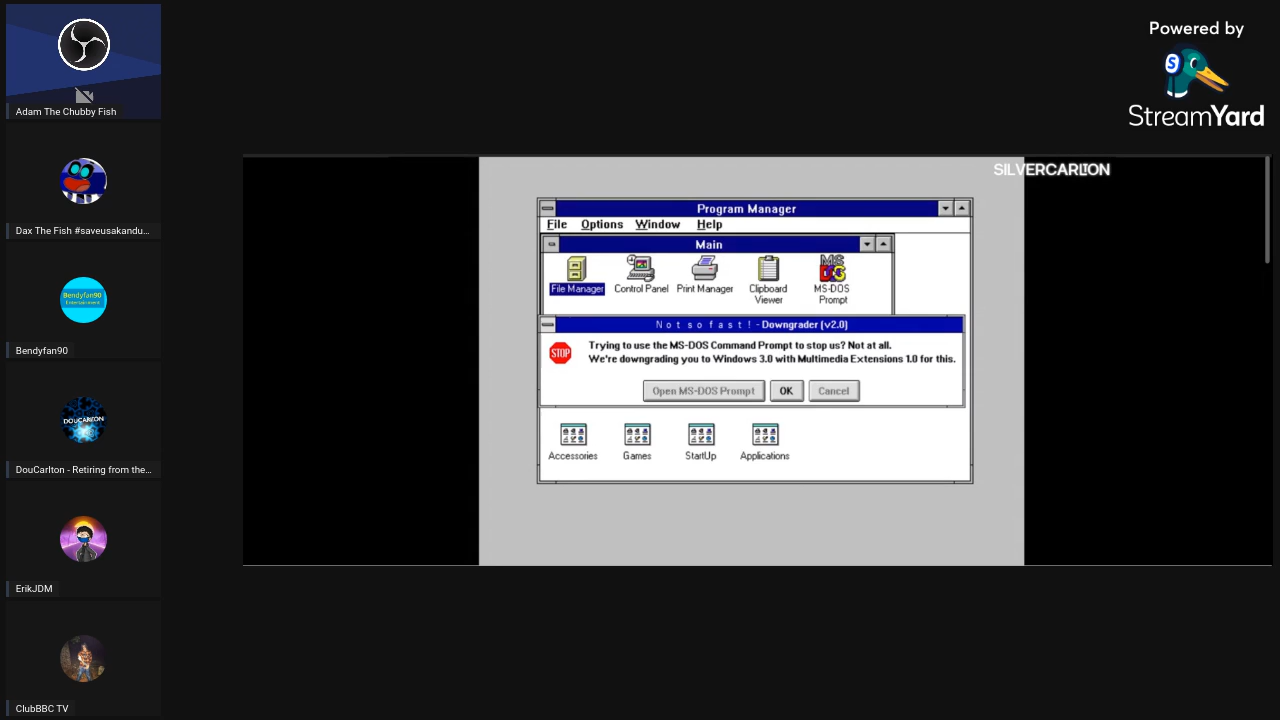 Powered by
StreamYard
Adam The Chubby Fish
Dax The Fish #saveusakandu...
Bendyfan90
Entertainment
Bendyfan90
DOUCARLTON
DouCarlton - Retiring from the...
ErikJDM
ClubBBC TV
SILVERCARLTON
Program Manager
File Options Window Help
Main
File Manager
Control Panel
Print Manager
Clipboard
Viewer
MS-DOS
Prompt
Not so fast! - Downgrader (v2.0)
STOP
Trying to use the MS-DOS Command Prompt to stop us? Not at all.
We're downgrading you to Windows 3.0 with Multimedia Extensions 1.0 for this.
Open MS-DOS Prompt
OK
Cancel
Accessories
Games
StartUp
Applications